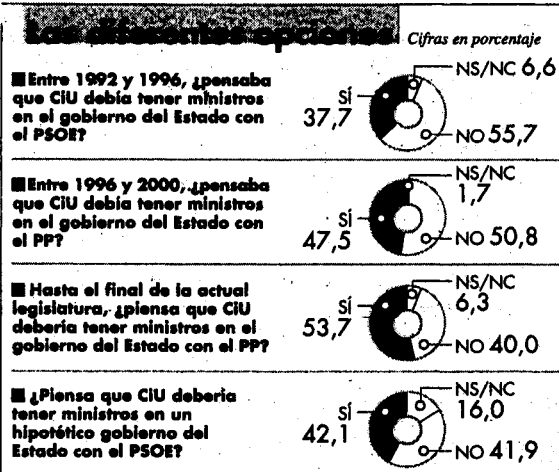 Las diferentes opciones
Cifras en porcentaje
Entre 1992 y 1996, ¿pensaba
que CiU debía tener ministros
en el gobierno del Estado con
el PSOE?
SÍ
37,7
NS/NC 6,6
NO 55,7
Entre 1996 y 2000, ¿pensaba
que CiU debía tener ministros
en el gobierno del Estado con
el PP?
SÍ
47,5
NS/NC
1,7
NO 50,8
Hasta el final de la actual
legislatura, ¿piensa que CiU
debería tener ministros en el
gobierno del Estado con el PP?
SÍ
53,7
NS/NC
6,3
NO 40,0
¿Piensa que CiU debería
tener ministros en un
hipotético gobierno del
Estado con el PSOE?
SÍ
42,1
NS/NC
16,0
NO 41,9